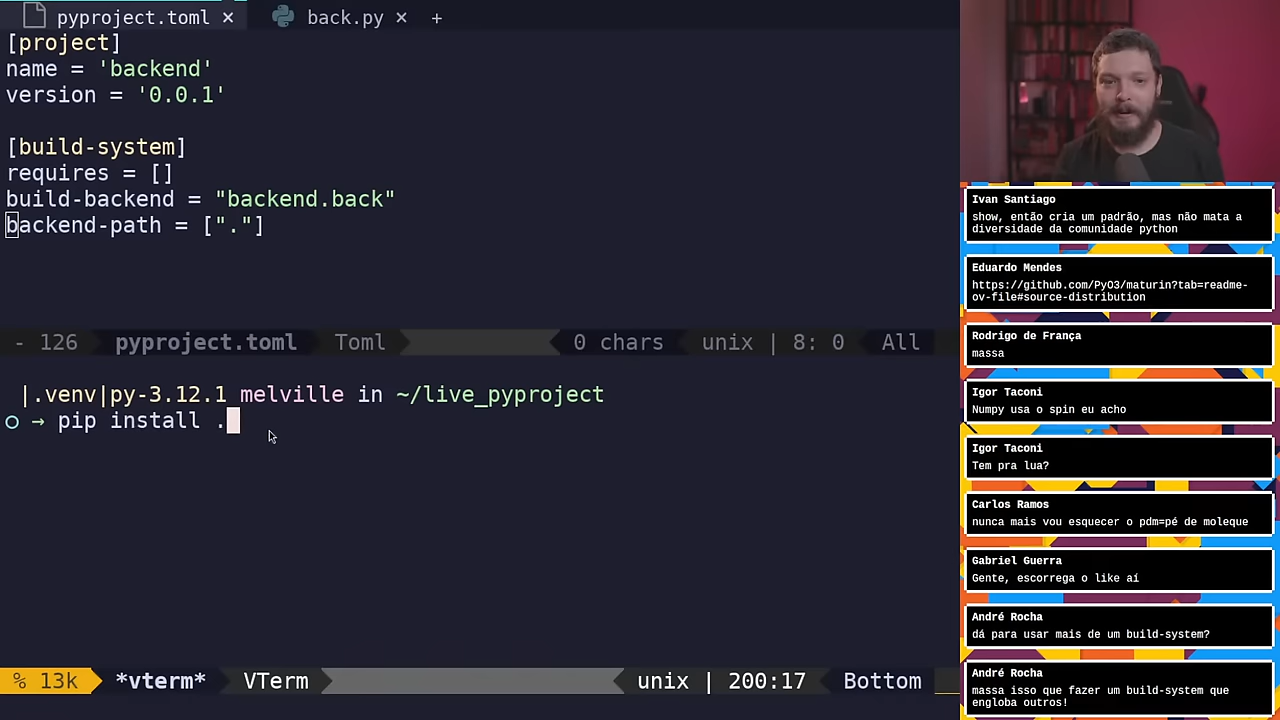 pyproject.toml × back.py × +
[project]
name = 'backend'
version = '0.0.1'
[build-system]
requires = []
build-backend = "backend.back"
backend-path = ["."]
- 126 pyproject.toml Toml 0 chars unix | 8: 0 All
|.venv|py-3.12.1 melville in ~/live_pyproject
○ → pip install .
% 13k *vterm* VTerm unix | 200:17 Bottom
Ivan Santiago
show, então cria um padrão, mas não mata a
diversidade da comunidade python
Eduardo Mendes
https://github.com/PyO3/maturin?tab=readme-
ov-file#source-distribution
Rodrigo de França
massa
Igor Taconi
Numpy usa o spin eu acho
Igor Taconi
Tem pra lua?
Carlos Ramos
nunca mais vou esquecer o pdm=pé de moleque
Gabriel Guerra
Gente, escorrega o like aí
André Rocha
dá para usar mais de um build-system?
André Rocha
massa isso que fazer um build-system que
engloba outros!